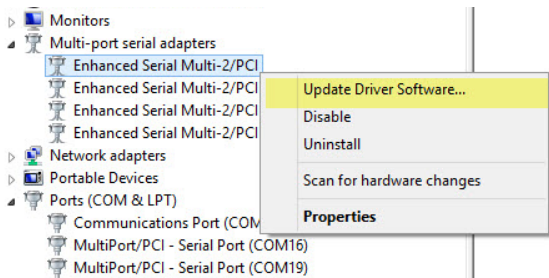 Monitors
Multi-port serial adapters
Enhanced Serial Multi-2/PCI
Enhanced Serial Multi-2/PCI
Enhanced Serial Multi-2/PCI
Enhanced Serial Multi-2/PCI
Network adapters
Portable Devices
Ports (COM & LPT)
Communications Port (COM
MultiPort/PCI - Serial Port (COM16)
MultiPort/PCI - Serial Port (COM19)
Update Driver Software...
Disable
Uninstall
Scan for hardware changes
Properties